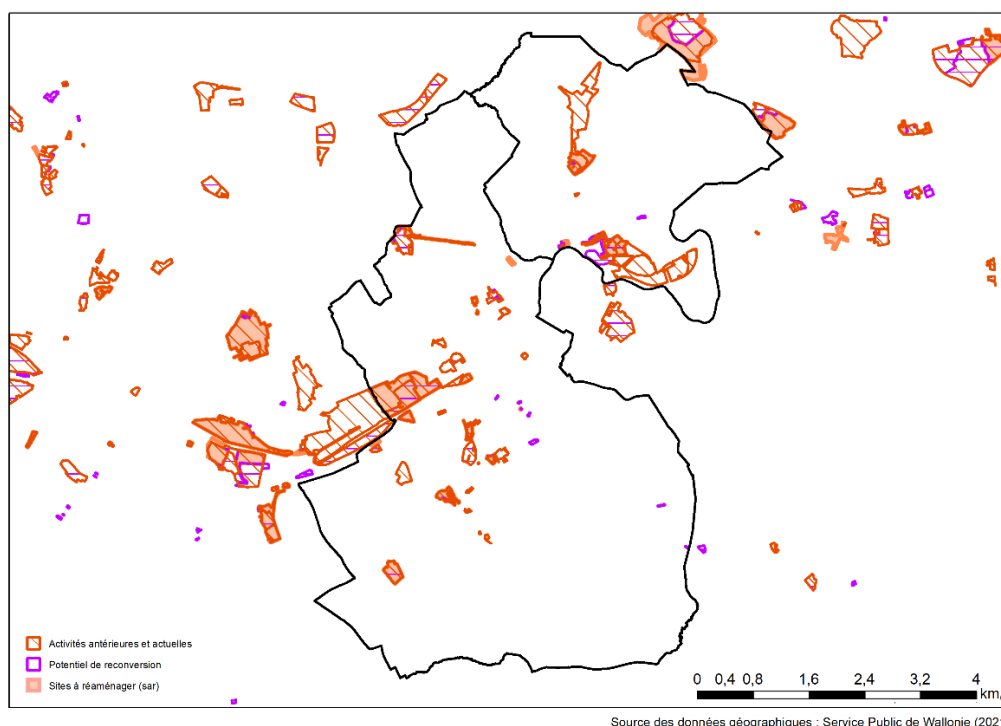 Activités antérieures et actuelles
Potentiel de reconversion
Sites à réaménager (sar)
0 0,4 0,8 1,6 2,4 3,2 4
km,
Source des données géographiques : Service Public de Wallonie (202